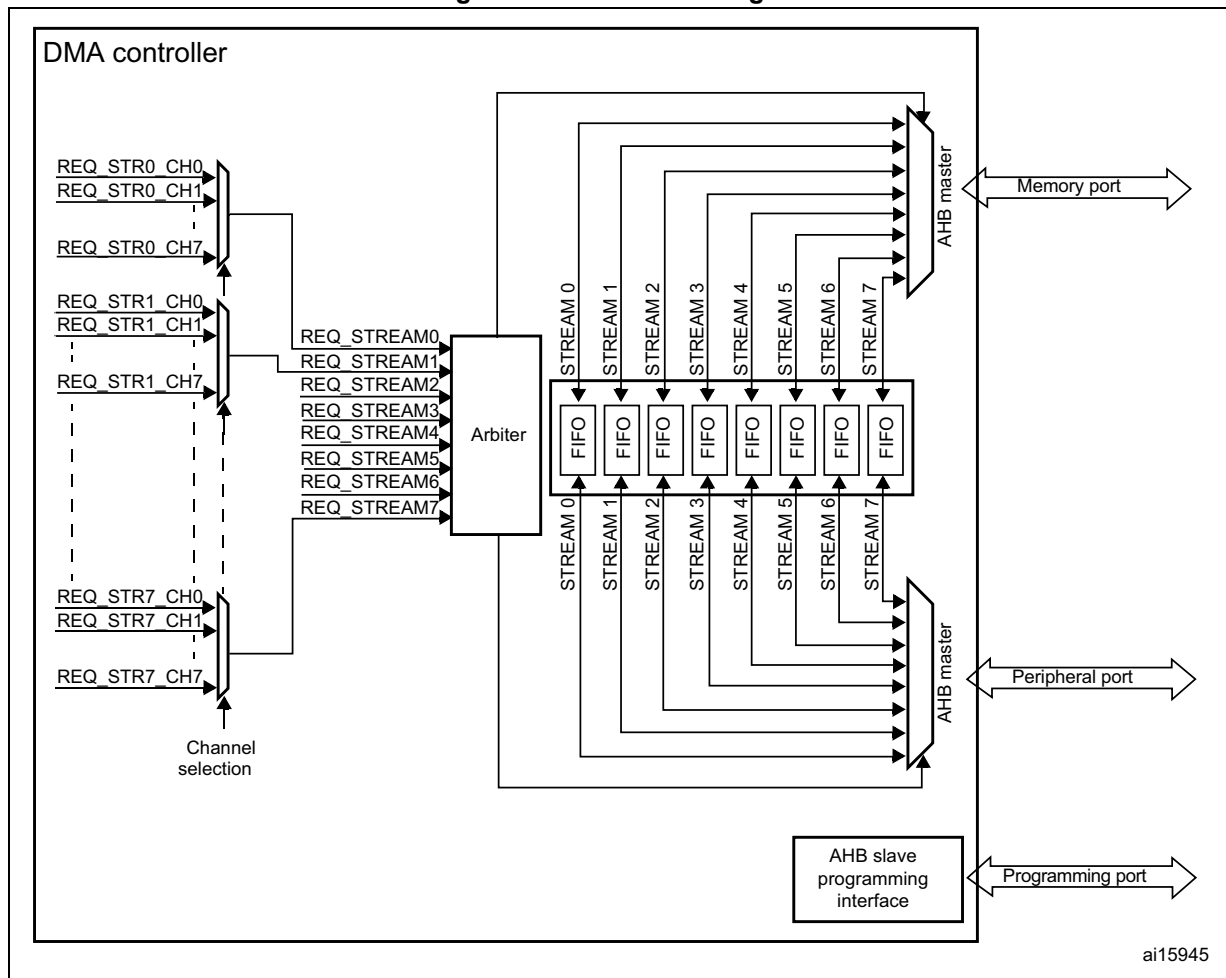 DMA controller
REQ_STR0_CH0
REQ_STR0_CH1
REQ_STR0_CH7
REQ_STR1_CH0
REQ_STR1_CH1
REQ_STR1_CH7
REQ_STR7_CH0
REQ_STR7_CH1
REQ_STR7_CH7
Channel
selection
REQ_STREAM0
REQ_STREAM1
REQ_STREAM2
REQ_STREAM3
REQ_STREAM4
REQ_STREAM5
REQ_STREAM6
REQ_STREAM7
Arbiter
STREAM 0
STREAM 1
STREAM 2
STREAM 3
STREAM 4
STREAM 5
STREAM 6
STREAM 7
FIFO
FIFO
FIFO
FIFO
FIFO
FIFO
FIFO
FIFO
STREAM 0
STREAM 1
STREAM 2
STREAM 3
STREAM 4
STREAM 5
STREAM 6
STREAM 7
AHB master
Memory port
AHB master
Peripheral port
AHB slave
programming
interface
Programming port
ai15945